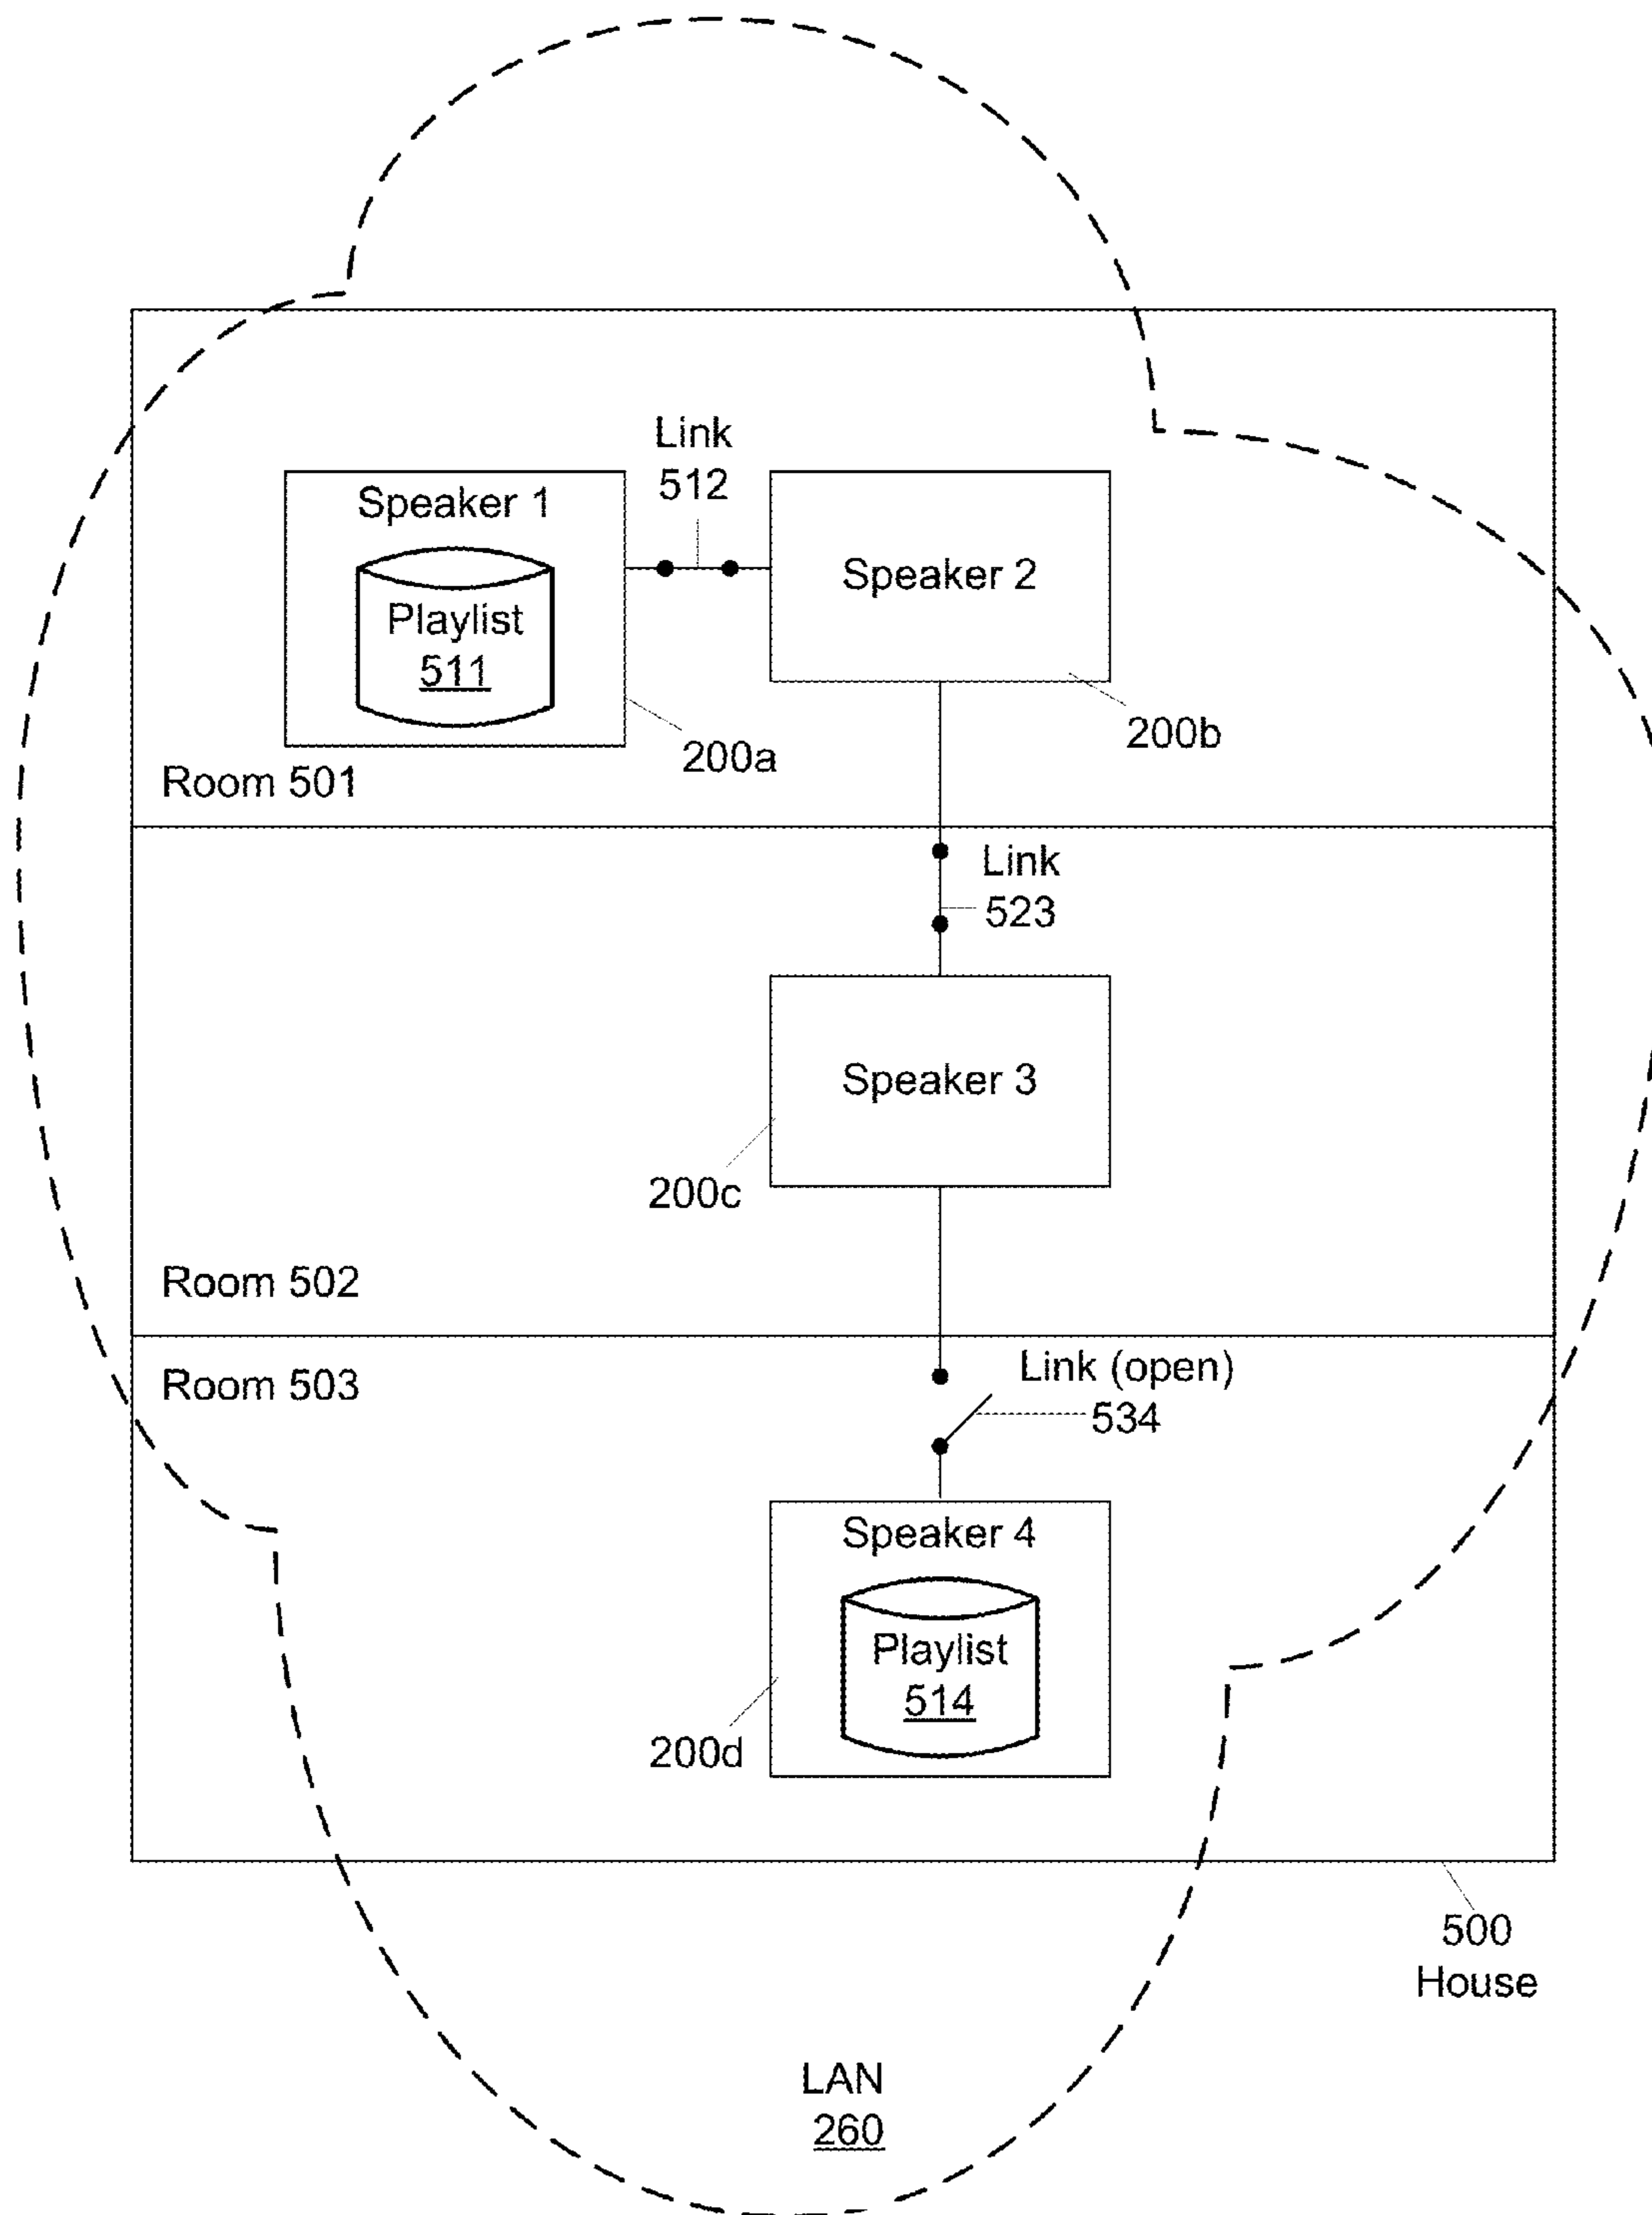 Link
512
Speaker 1
Playlist
511
Speaker 2
200a
200b
Room 501
Link
523
Speaker 3
200c
Room 502
Room 503
Link (open)
534
Speaker 4
Playlist
514
200d
500
House
LAN
260